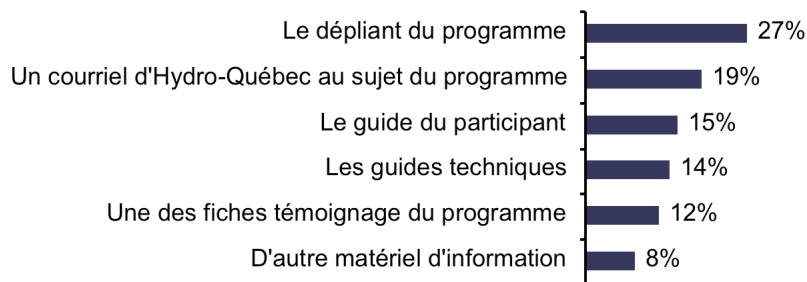 Le dépliant du programme 27%
Un courriel d'Hydro-Québec au sujet du programme 19%
Le guide du participant 15%
Les guides techniques 14%
Une des fiches témoignage du programme 12%
D'autre matériel d'information 8%